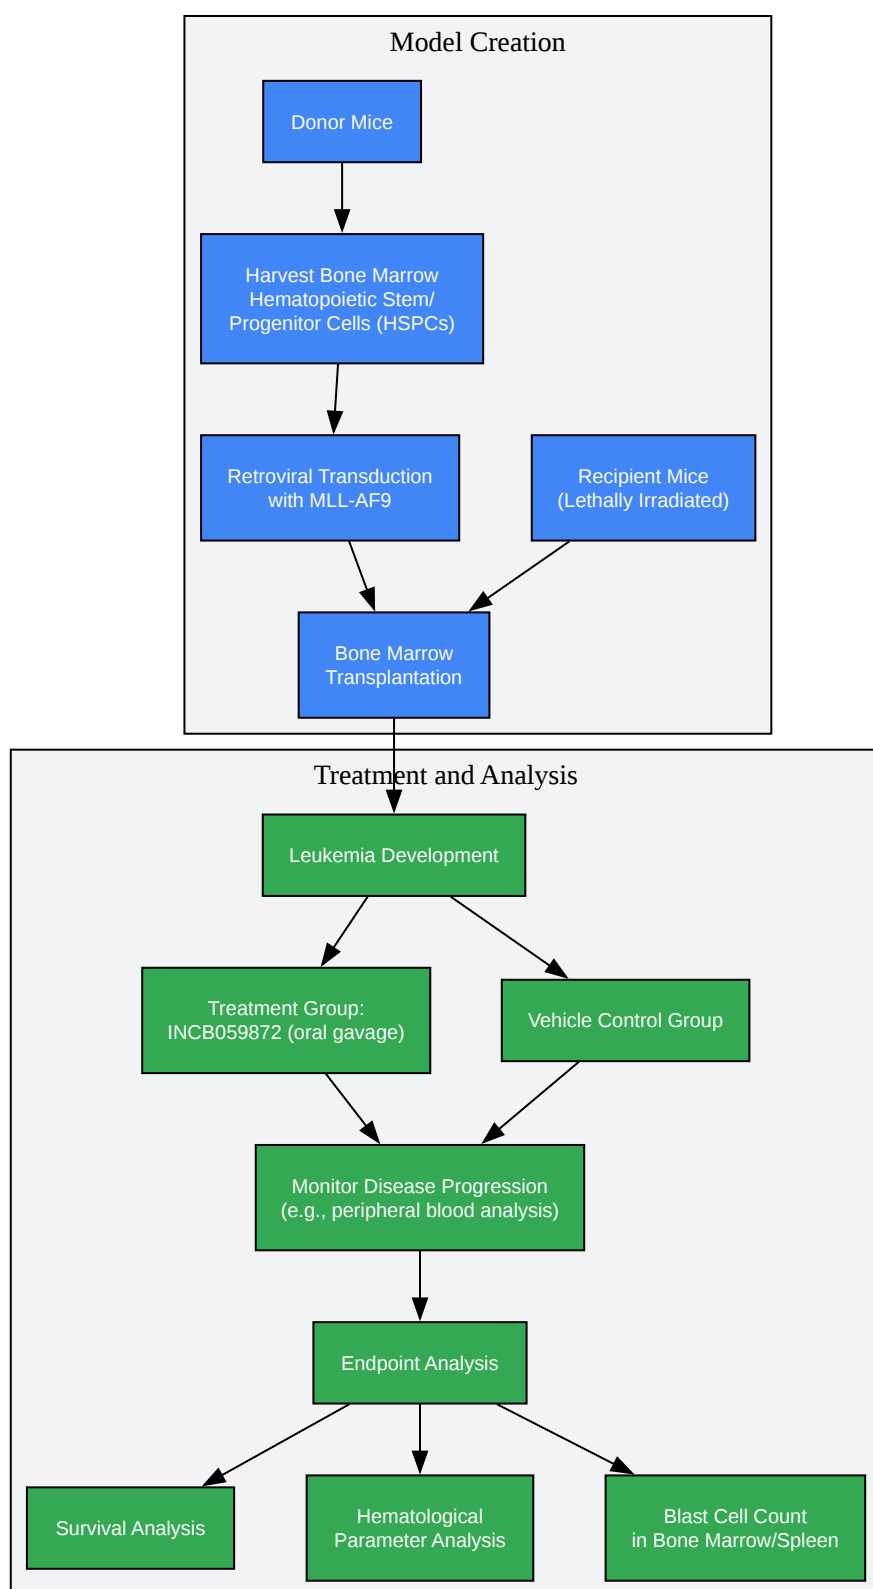 Model Creation
Donor Mice
Harvest Bone Marrow
Hematopoietic Stem/
Progenitor Cells (HSPCs)
Retroviral Transduction
with MLL-AF9
Recipient Mice
(Lethally Irradiated)
Bone Marrow
Transplantation
Treatment and Analysis
Leukemia Development
Treatment Group:
INCB059872 (oral gavage)
Vehicle Control Group
Monitor Disease Progression
(e.g., peripheral blood analysis)
Endpoint Analysis
Survival Analysis
Hematological
Parameter Analysis
Blast Cell Count
in Bone Marrow/Spleen